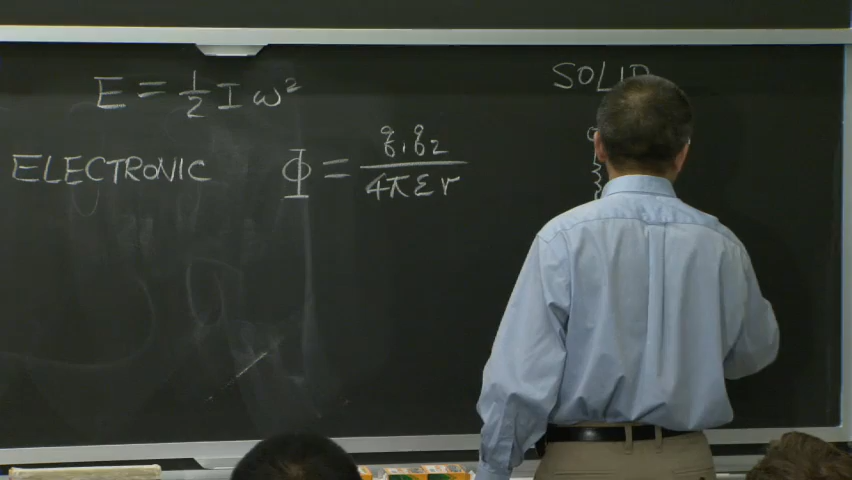 E = 1/2 I ω²
ELECTRONIC Φ = q₁q₂ / 4πεr
SOLID